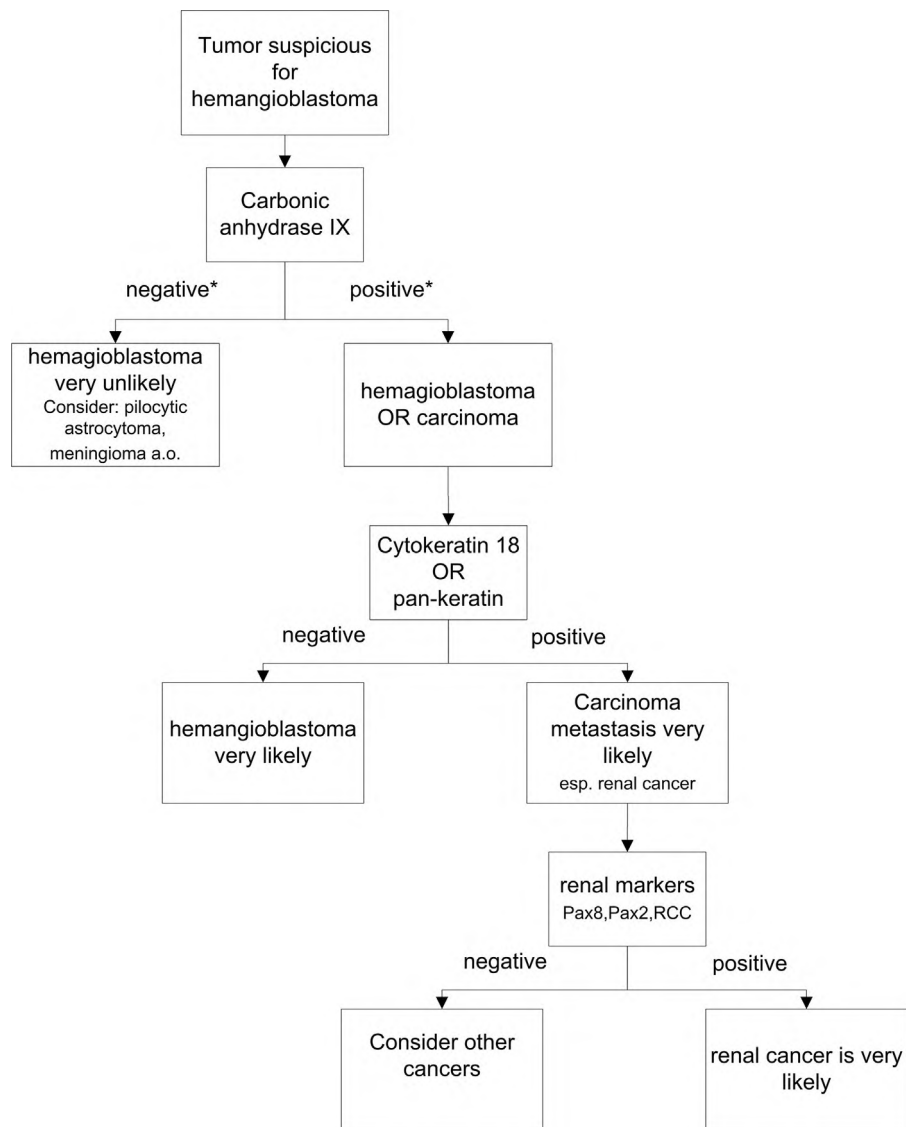 Tumor suspicious
for
hemangioblastoma
Carbonic
anhydrase IX
negative*
positive*
hemagioblastoma
very unlikely
Consider: pilocytic
astrocytoma,
meningioma a.o.
hemagioblastoma
OR carcinoma
Cytokeratin 18
OR
pan-keratin
negative
positive
hemangioblastoma
very likely
Carcinoma
metastasis very
likely
esp. renal cancer
renal markers
Pax8,Pax2,RCC
negative
positive
Consider other
cancers
renal cancer is very
likely